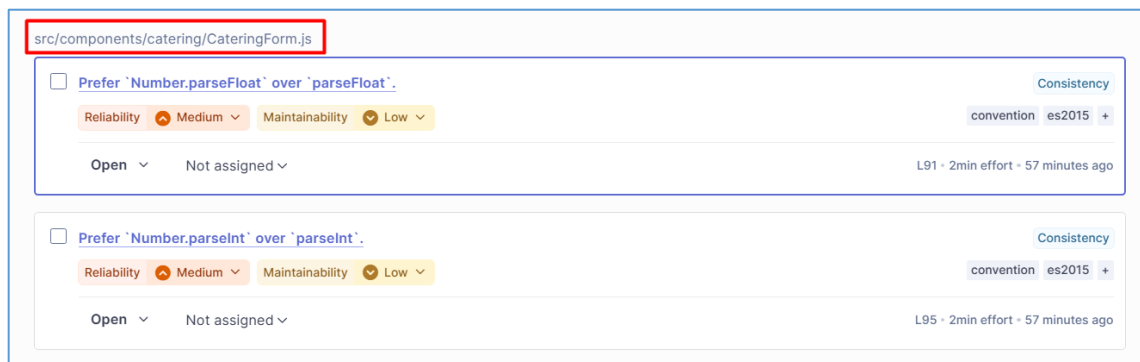 src/components/catering/CateringForm.js
Prefer `Number.parseFloat` over `parseFloat`.
Consistency
Reliability Medium Maintainability Low
convention es2015 +
Open Not assigned
L91 • 2min effort • 57 minutes ago
Prefer `Number.parseInt` over `parseInt`.
Consistency
Reliability Medium Maintainability Low
convention es2015 +
Open Not assigned
L95 • 2min effort • 57 minutes ago